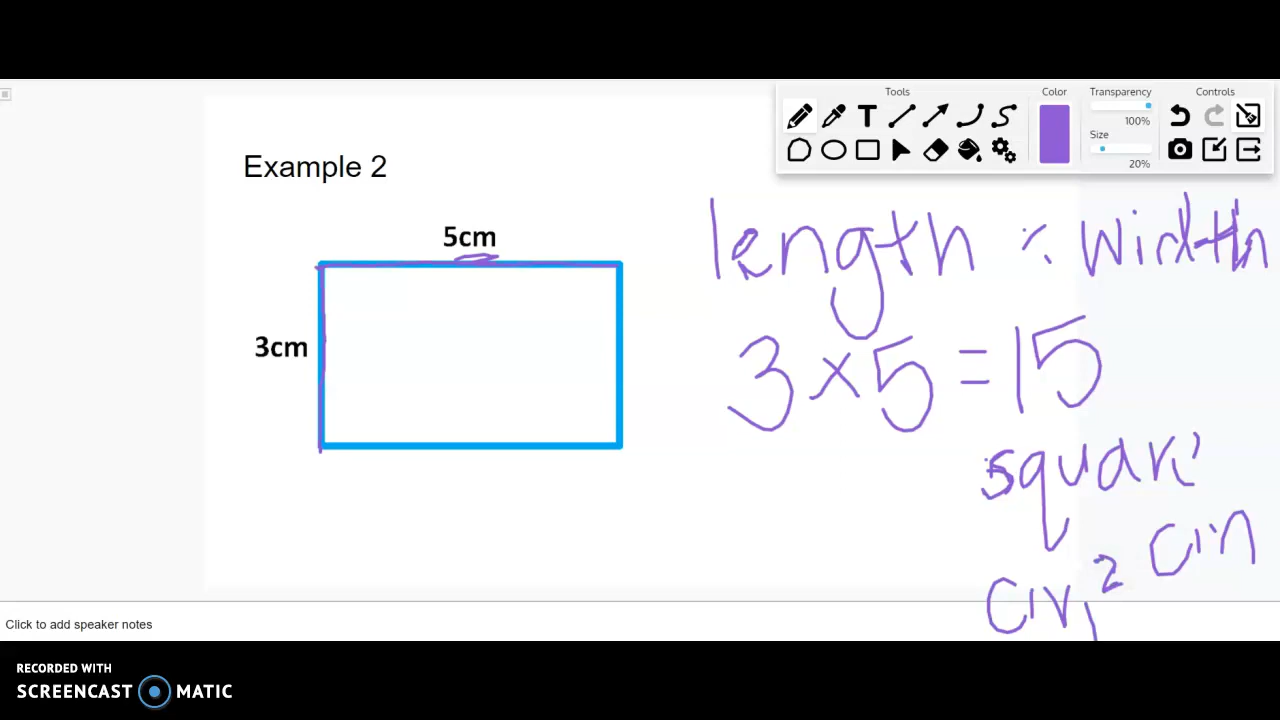 Tools
Color
Transparency
Controls
100%
Size
20%
T
Example 2
5cm
3cm
length × width
3 × 5 = 15
square
cm
cm²
Click to add speaker notes
RECORDED WITH
SCREENCAST MATIC